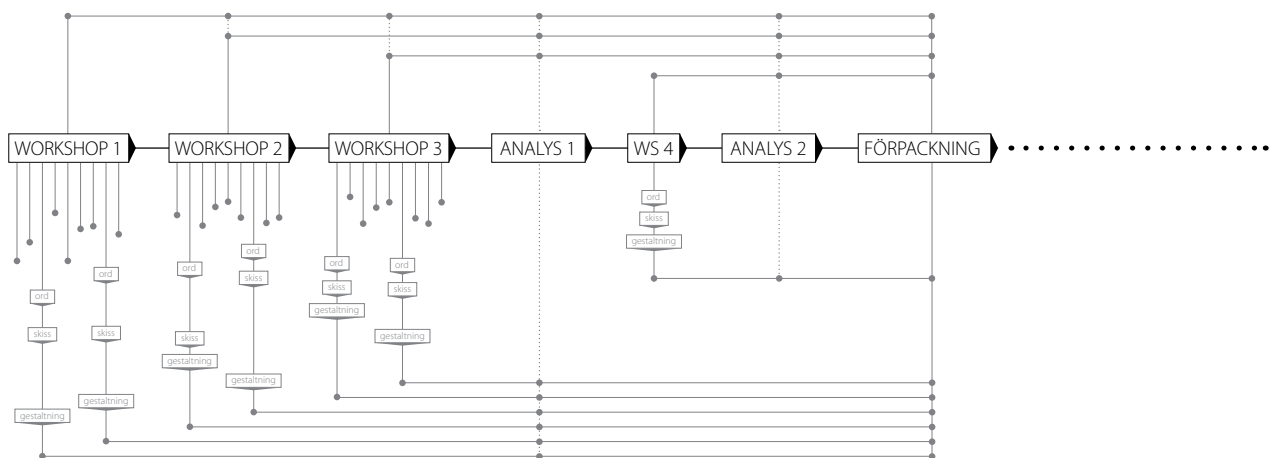 WORKSHOP 1
WORKSHOP 2
WORKSHOP 3
ANALYS 1
WS 4
ANALYS 2
FÖRPACKNING
ord
skiss
gestaltning
ord
skiss
gestaltning
ord
skiss
gestaltning
ord
skiss
gestaltning
ord
skiss
gestaltning
ord
skiss
gestaltning
ord
skiss
gestaltning